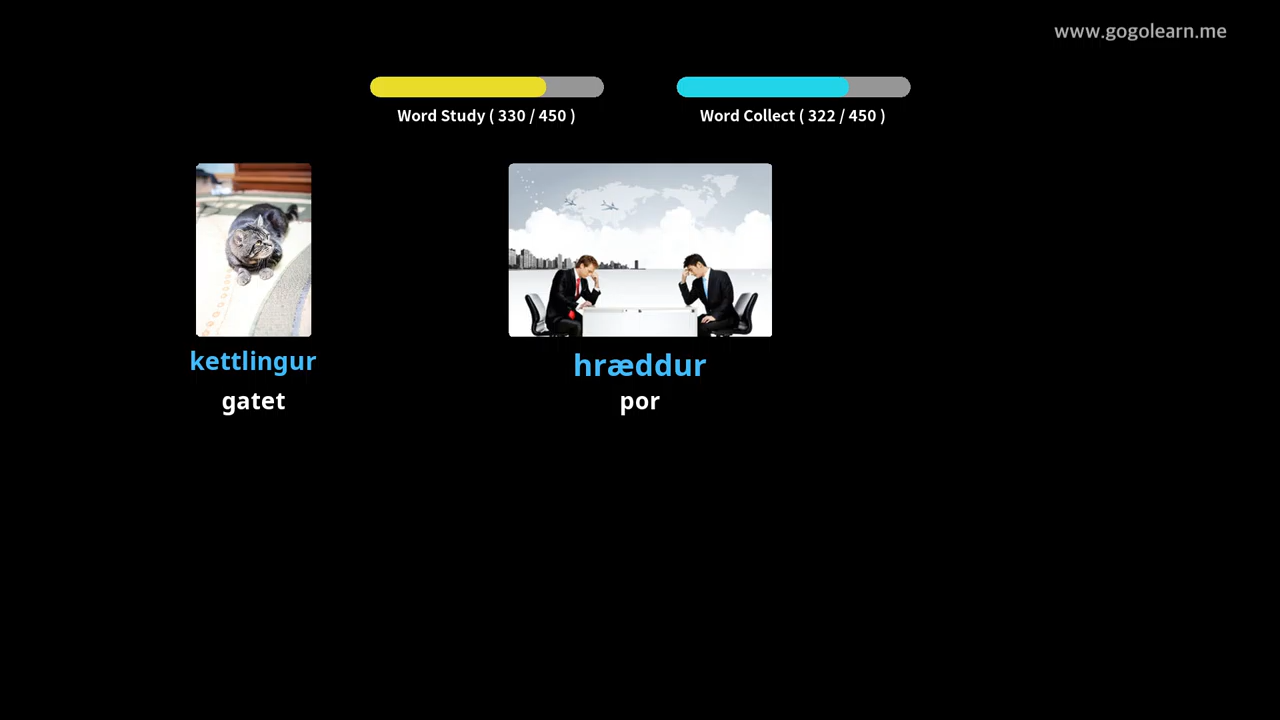 www.gogolearn.me
Word Study ( 330 / 450 )
Word Collect ( 322 / 450 )
kettlingur
hræddur
gatet
por